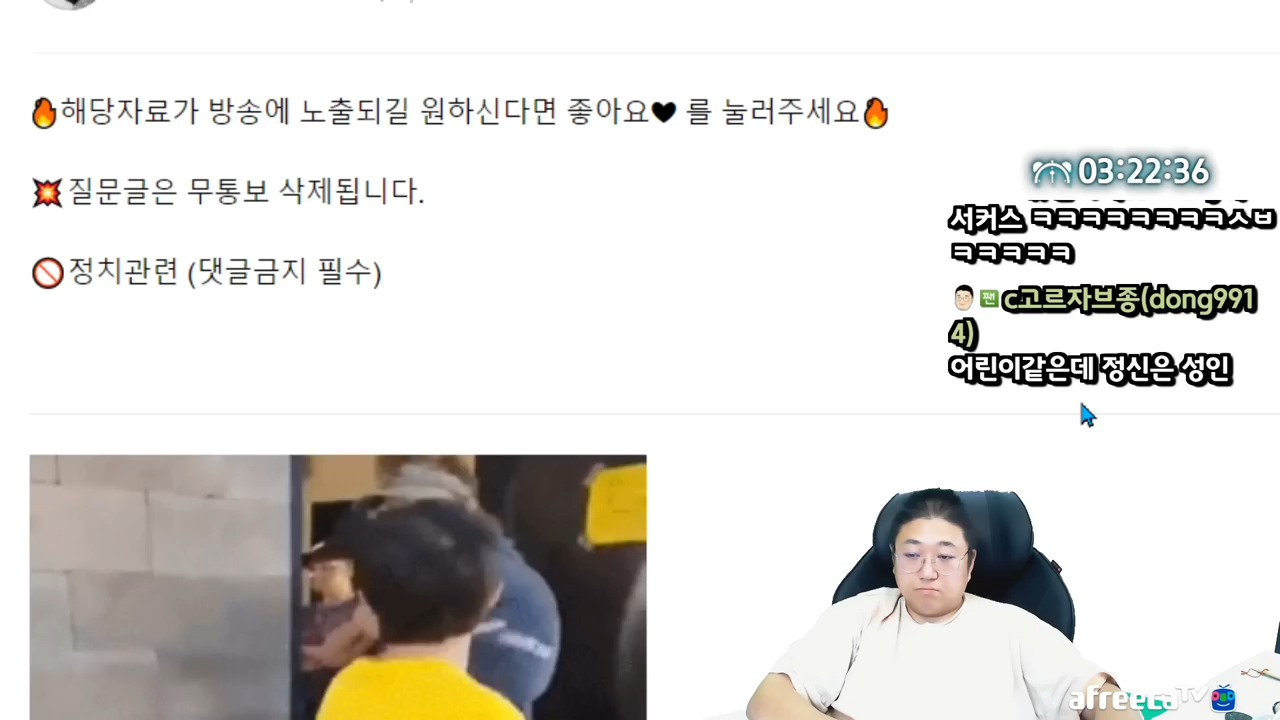 🔥해당자료가 방송에 노출되길 원하신다면 좋아요🖤 를 눌러주세요🔥
💥질문글은 무통보 삭제됩니다.
🚫정치관련 (댓글금지 필수)
03:22:36
서커스 ㅋㅋㅋㅋㅋㅋㅋㅋㅅㅂ
ㅋㅋㅋㅋㅋ
팬 c고르자브종(dong991
4)
어린이같은데 정신은 성인
afreecaTV